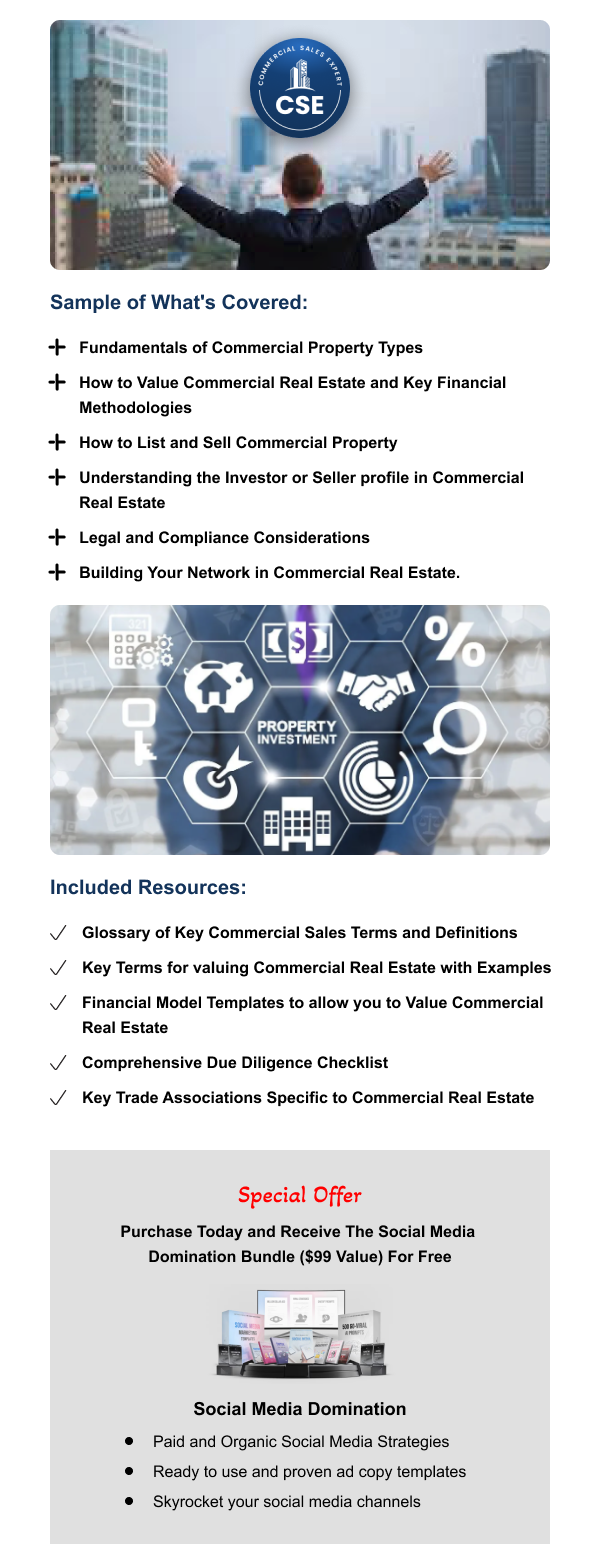 COMMERCIAL SALES EXPERT
CSE
Sample of What's Covered:
Fundamentals of Commercial Property Types
How to Value Commercial Real Estate and Key Financial
Methodologies
How to List and Sell Commercial Property
Understanding the Investor or Seller profile in Commercial
Real Estate
Legal and Compliance Considerations
Building Your Network in Commercial Real Estate.
321
$
%
PROPERTY
INVESTMENT
Included Resources:
Glossary of Key Commercial Sales Terms and Definitions
Key Terms for valuing Commercial Real Estate with Examples
Financial Model Templates to allow you to Value Commercial
Real Estate
Comprehensive Due Diligence Checklist
Key Trade Associations Specific to Commercial Real Estate
Special Offer
Purchase Today and Receive The Social Media
Domination Bundle ($99 Value) For Free
SOCIAL MEDIA
Social Media Domination
Paid and Organic Social Media Strategies
Ready to use and proven ad copy templates
Skyrocket your social media channels